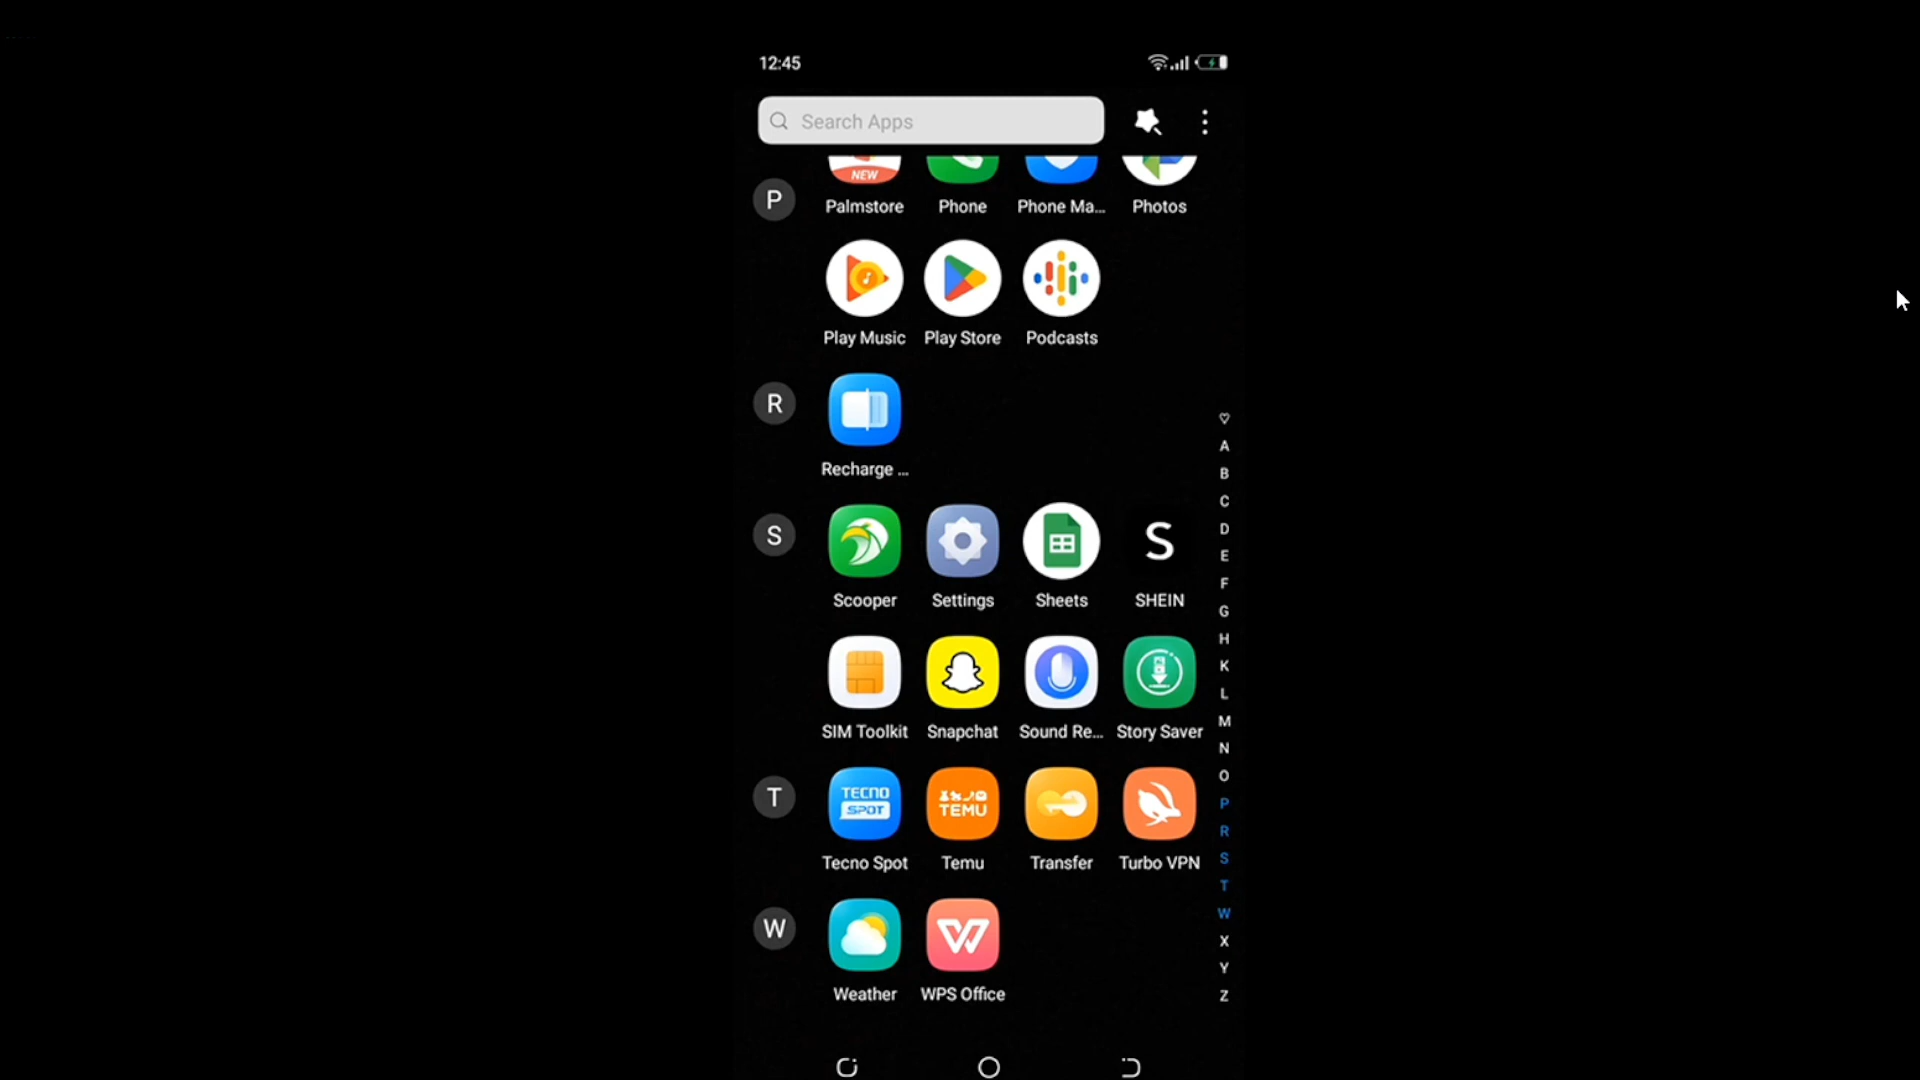 12:45
Search Apps
NEW
P
Palmstore Phone Phone Ma... Photos
Play Music Play Store Podcasts
R
Recharge ...
S
S
Scooper Settings Sheets SHEIN
SIM Toolkit Snapchat Sound Re... Story Saver
T
TECNO SPOT
TEMU
Tecno Spot Temu Transfer Turbo VPN
W
W
Weather WPS Office
A
B
C
D
E
F
G
H
K
L
M
N
O
P
R
S
T
W
X
Y
Z